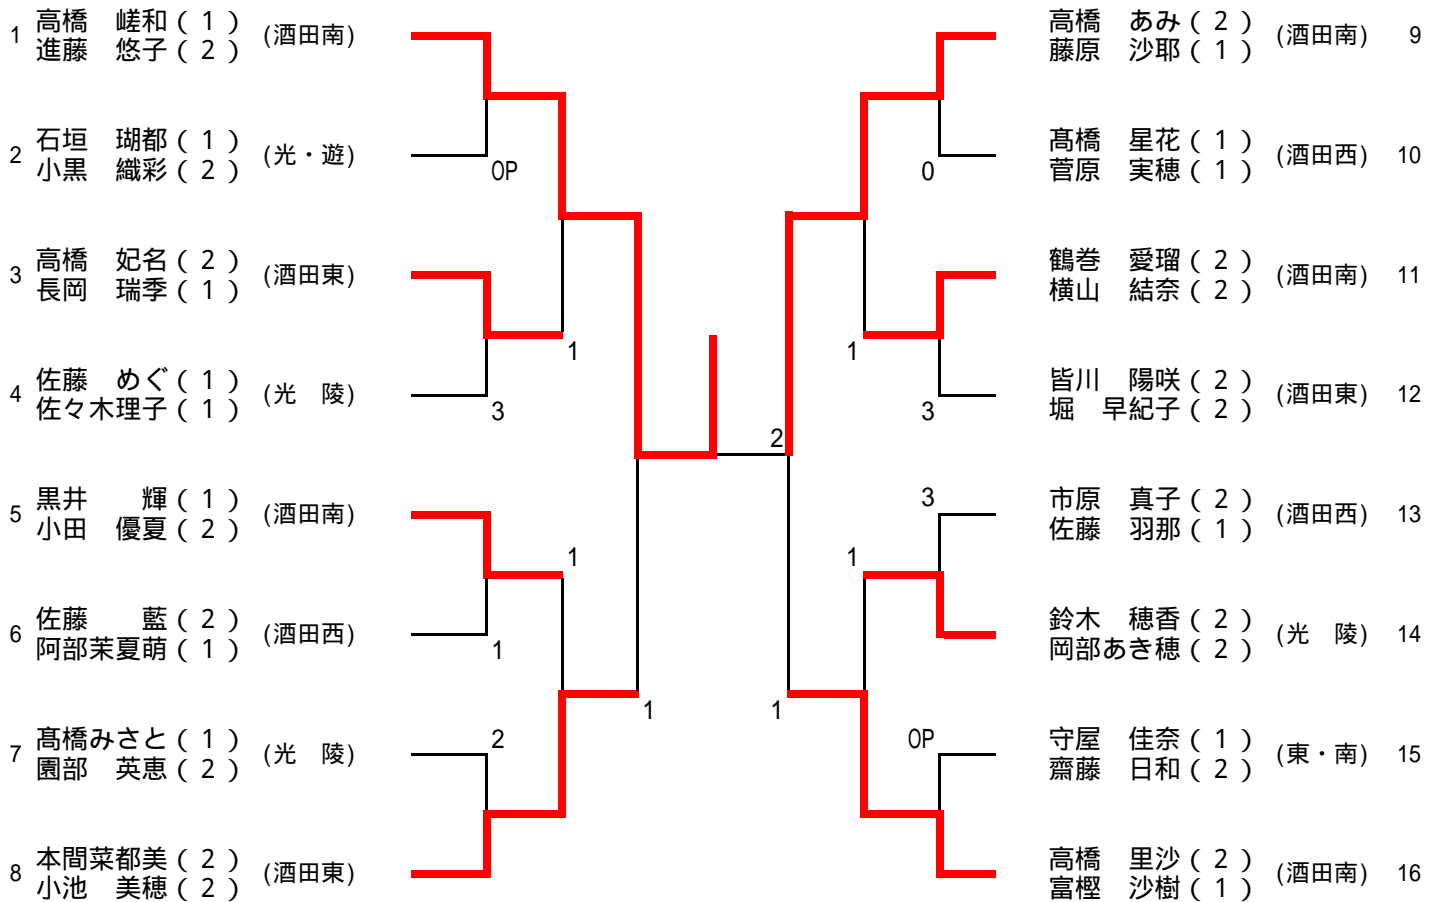 1 高橋 嵯和(1) (酒田南)
進藤 悠子(2)
2 石垣 瑚都(1) (光・遊)
小黒 織彩(2)
0P
3 高橋 妃名(2) (酒田東)
長岡 瑞季(1)
1
4 佐藤 めぐ(1) (光 陵)
佐々木理子(1)
3
5 黒井 輝(1) (酒田南)
小田 優夏(2)
1
6 佐藤 藍(2) (酒田西)
阿部茉夏萌(1)
1
1
7 髙橋みさと(1) (光 陵)
園部 英恵(2)
2
8 本間菜都美(2) (酒田東)
小池 美穂(2)
2
高橋 あみ(2) (酒田南) 9
藤原 沙耶(1)
髙橋 星花(1) (酒田西) 10
菅原 実穂(1)
0
鶴巻 愛瑠(2) (酒田南) 11
横山 結奈(2)
1
皆川 陽咲(2) (酒田東) 12
堀 早紀子(2)
3
3
市原 真子(2) (酒田西) 13
佐藤 羽那(1)
1
鈴木 穂香(2) (光 陵) 14
岡部あき穂(2)
1
0P
守屋 佳奈(1) (東・南) 15
齋藤 日和(2)
高橋 里沙(2) (酒田南) 16
富樫 沙樹(1)